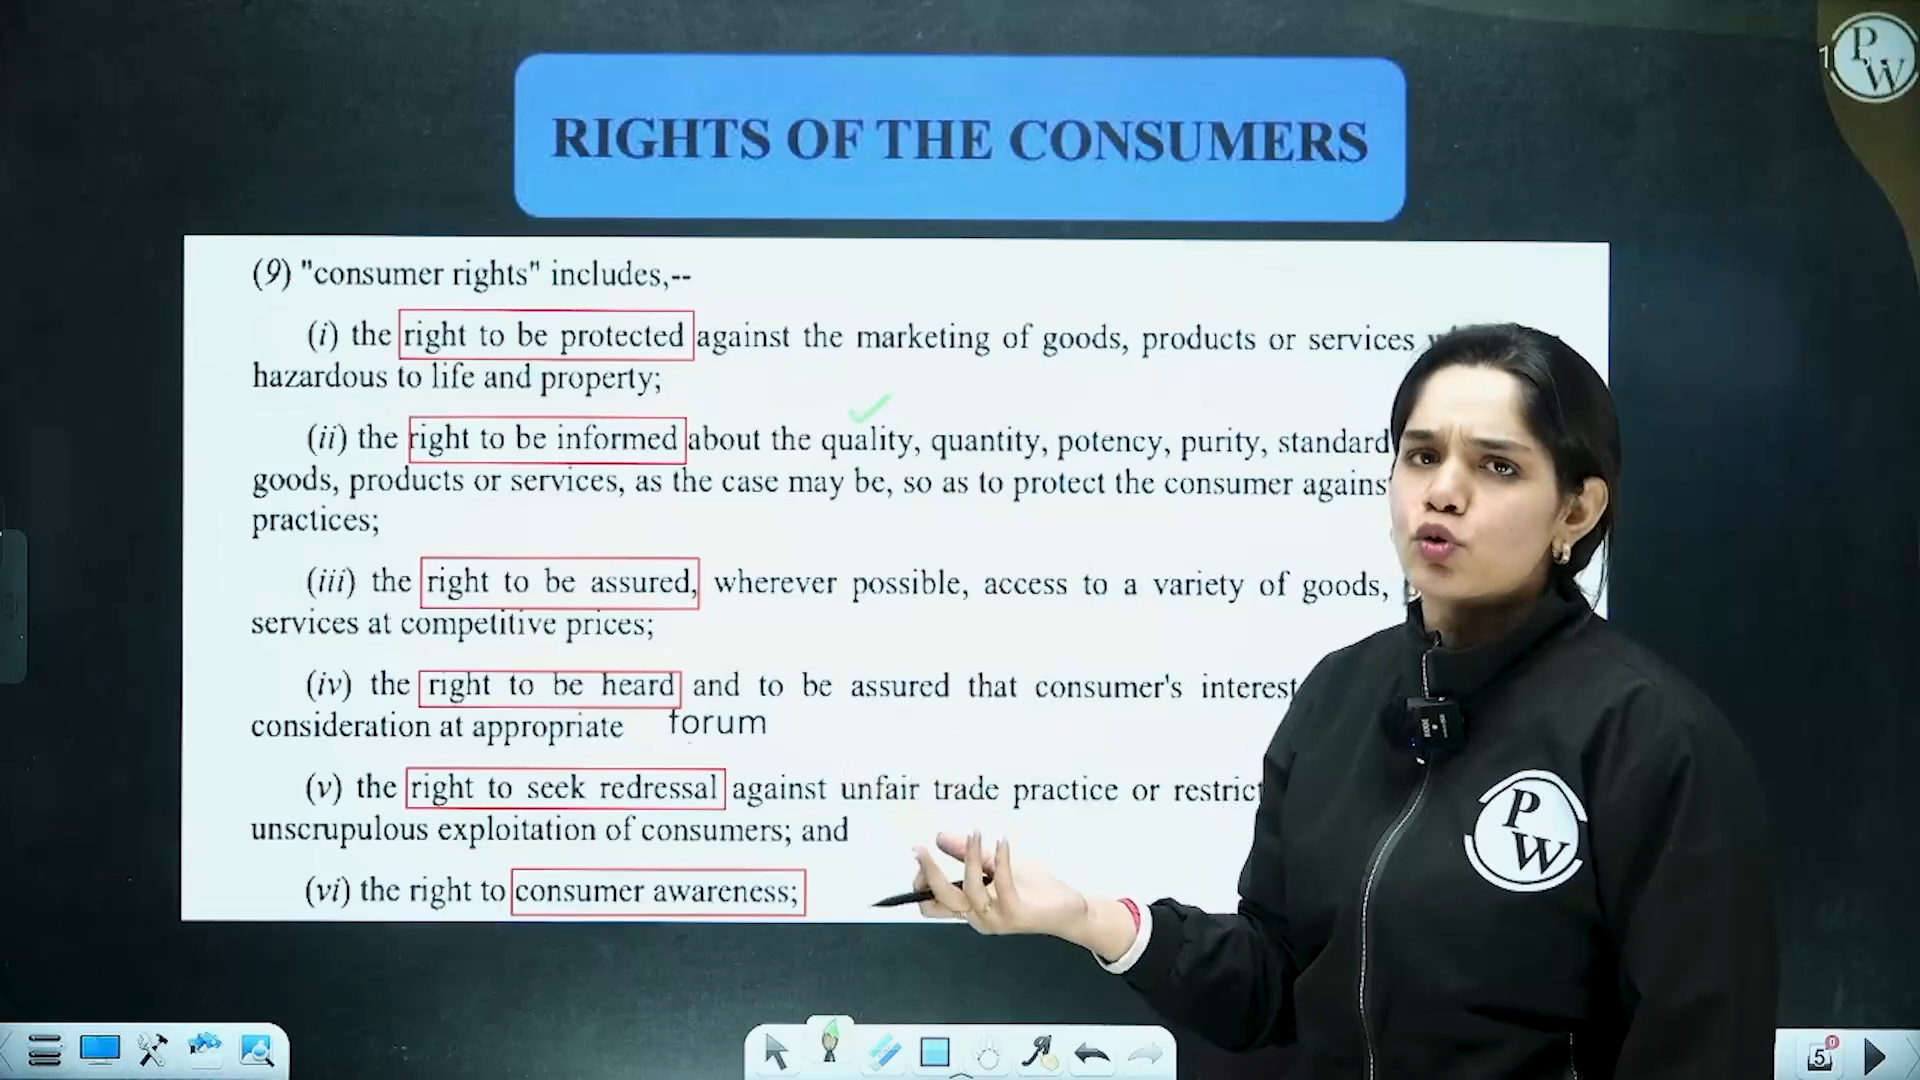 PW
RIGHTS OF THE CONSUMERS
(9) "consumer rights" includes,--
(i) the right to be protected against the marketing of goods, products or services
hazardous to life and property;
(ii) the right to be informed about the quality, quantity, potency, purity, standard
goods, products or services, as the case may be, so as to protect the consumer against
practices;
(iii) the right to be assured, wherever possible, access to a variety of goods,
services at competitive prices;
(iv) the right to be heard and to be assured that consumer's interest
consideration at appropriate forum
(v) the right to seek redressal against unfair trade practice or restrict
unscrupulous exploitation of consumers; and
(vi) the right to consumer awareness;
PW
5
0